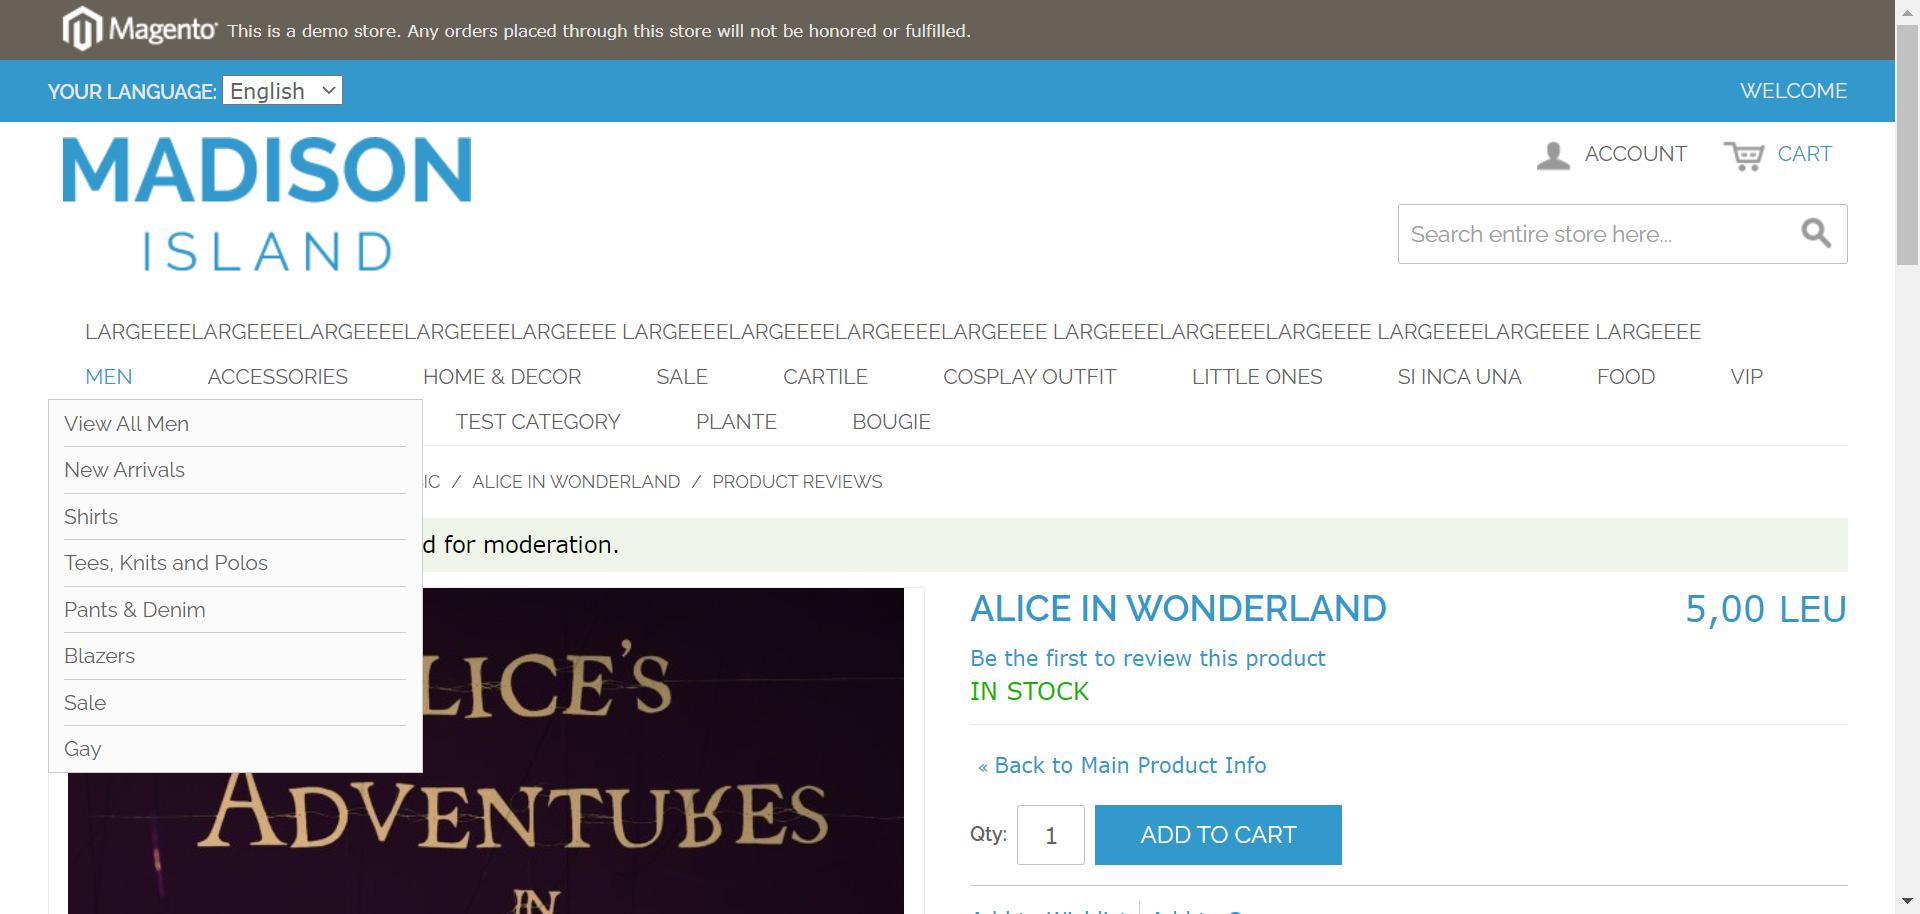 Magento This is a demo store. Any orders placed through this store will not be honored or fulfilled.
YOUR LANGUAGE: English WELCOME
MADISON
ISLAND
ACCOUNT CART
Search entire store here...
LARGEEEELARGEEEELARGEEEELARGEEEELARGEEEE LARGEEEELARGEEEELARGEEEELARGEEEE LARGEEEELARGEEEELARGEEEE LARGEEEELARGEEEE LARGEEEE
MEN ACCESSORIES HOME & DECOR SALE CARTILE COSPLAY OUTFIT LITTLE ONES SI INCA UNA FOOD VIP
TEST CATEGORY PLANTE BOUGIE
View All Men
New Arrivals
Shirts
Tees, Knits and Polos
Pants & Denim
Blazers
Sale
Gay
IC / ALICE IN WONDERLAND / PRODUCT REVIEWS
d for moderation.
LICE'S
ADVENTURES
IN
ALICE IN WONDERLAND 5,00 LEU
Be the first to review this product
IN STOCK
« Back to Main Product Info
Qty: 1 ADD TO CART